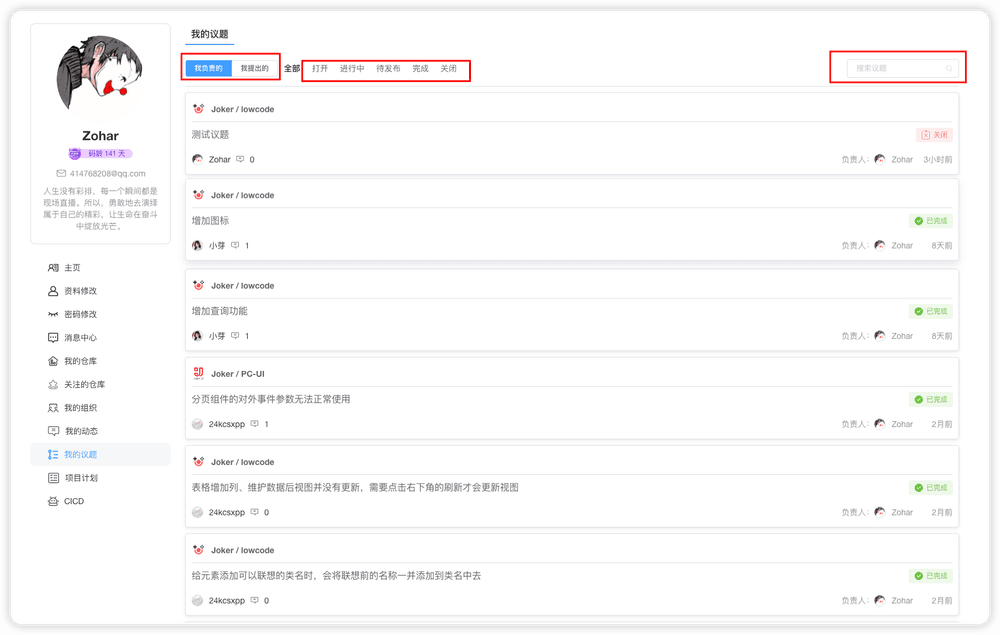 Zohar
码龄 141 天
414768208@qq.com
人生没有彩排，每一个瞬间都是
现场直播。所以，勇敢地去演绎
属于自己的精彩，让生命在奋斗
中绽放光芒。
主页
资料修改
密码修改
消息中心
我的仓库
关注的仓库
我的组织
我的动态
我的议题
项目计划
CICD
我的议题
我负责的 我提出的 全部 打开 进行中 待发布 完成 关闭 搜索议题
Joker / lowcode
测试议题 关闭
Zohar 0 负责人： Zohar 3小时前
Joker / lowcode
增加图标 已完成
小芽 1 负责人： Zohar 8天前
Joker / lowcode
增加查询功能 已完成
小芽 1 负责人： Zohar 8天前
Joker / PC-UI
分页组件的对外事件参数无法正常使用 已完成
24kcsxpp 1 负责人： Zohar 2月前
Joker / lowcode
表格增加列、维护数据后视图并没有更新，需要点击右下角的刷新才会更新视图 已完成
24kcsxpp 0 负责人： Zohar 2月前
Joker / lowcode
给元素添加可以联想的类名时，会将联想前的名称一并添加到类名中去 已完成
24kcsxpp 0 负责人： Zohar 2月前